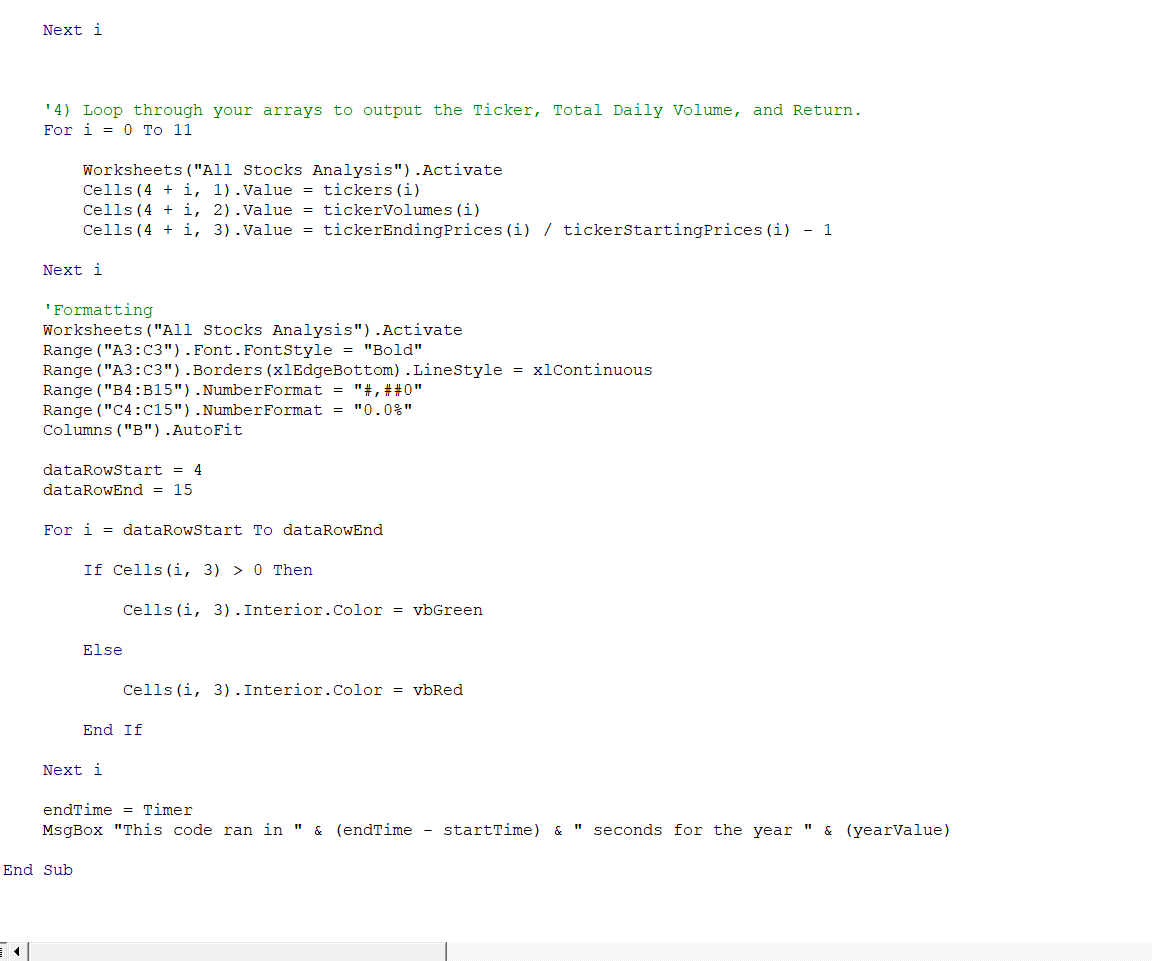 Next i
'4) Loop through your arrays to output the Ticker, Total Daily Volume, and Return.
For i = 0 To 11
Worksheets("All Stocks Analysis").Activate
Cells(4 + i, 1).Value = tickers(i)
Cells(4 + i, 2).Value = tickerVolumes(i)
Cells(4 + i, 3).Value = tickerEndingPrices(i) / tickerStartingPrices(i) - 1
Next i
'Formatting
Worksheets("All Stocks Analysis").Activate
Range("A3:C3").Font.FontStyle = "Bold"
Range("A3:C3").Borders(xlEdgeBottom).LineStyle = xlContinuous
Range("B4:B15").NumberFormat = "#,##0"
Range("C4:C15").NumberFormat = "0.0%"
Columns("B").AutoFit
dataRowStart = 4
dataRowEnd = 15
For i = dataRowStart To dataRowEnd
If Cells(i, 3) > 0 Then
Cells(i, 3).Interior.Color = vbGreen
Else
Cells(i, 3).Interior.Color = vbRed
End If
Next i
endTime = Timer
MsgBox "This code ran in " & (endTime - startTime) & " seconds for the year " & (yearValue)
End Sub